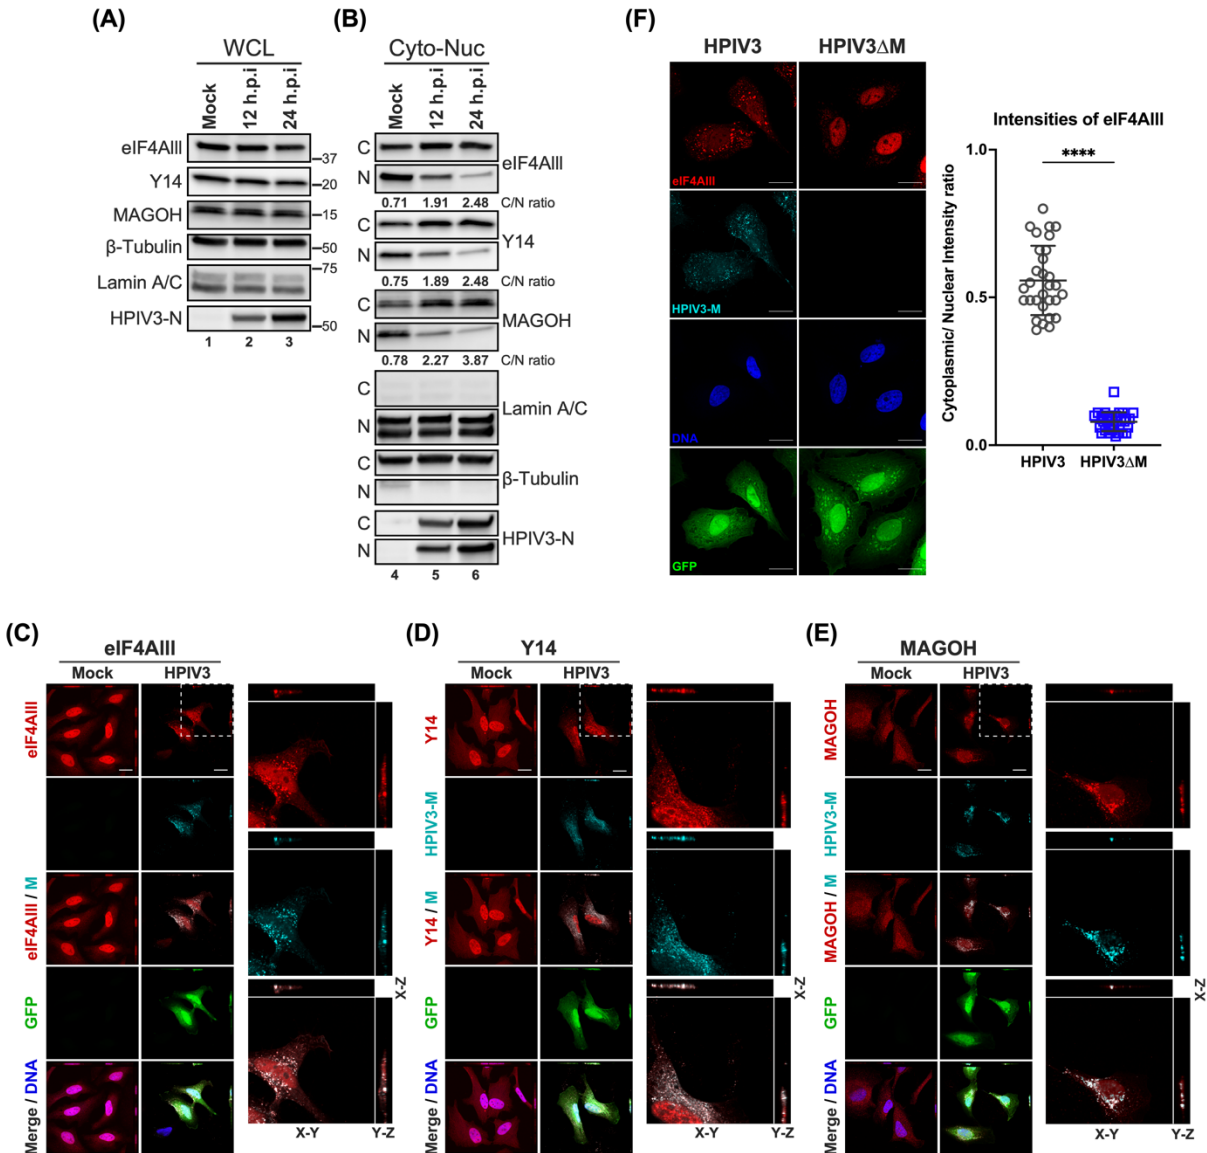 (A)
WCL
Mock
12 h.p.i
24 h.p.i
eIF4AIII
37
Y14
20
MAGOH
15
β-Tubulin
50
75
Lamin A/C
HPIV3-N
50
1 2 3
(B)
Cyto-Nuc
Mock
12 h.p.i
24 h.p.i
C
eIF4AIII
N
0.71 1.91 2.48 C/N ratio
C
Y14
N
0.75 1.89 2.48 C/N ratio
C
MAGOH
N
0.78 2.27 3.87 C/N ratio
C
Lamin A/C
N
C
β-Tubulin
N
C
HPIV3-N
N
4 5 6
(F)
HPIV3 HPIV3ΔM
eIF4AIII
HPIV3-M
DNA
GFP
Intensities of eIF4AIII
Cytoplasmic/ Nuclear Intensity ratio
1.0
0.5
0.0
****
HPIV3 HPIV3ΔM
(C)
eIF4AIII
Mock HPIV3
eIF4AIII
eIF4AIII / M
GFP
Merge / DNA
X-Z
X-Y Y-Z
(D)
Y14
Mock HPIV3
Y14
HPIV3-M
Y14 / M
GFP
Merge / DNA
X-Z
X-Y Y-Z
(E)
MAGOH
Mock HPIV3
MAGOH
HPIV3-M
MAGOH / M
GFP
Merge / DNA
X-Z
X-Y Y-Z